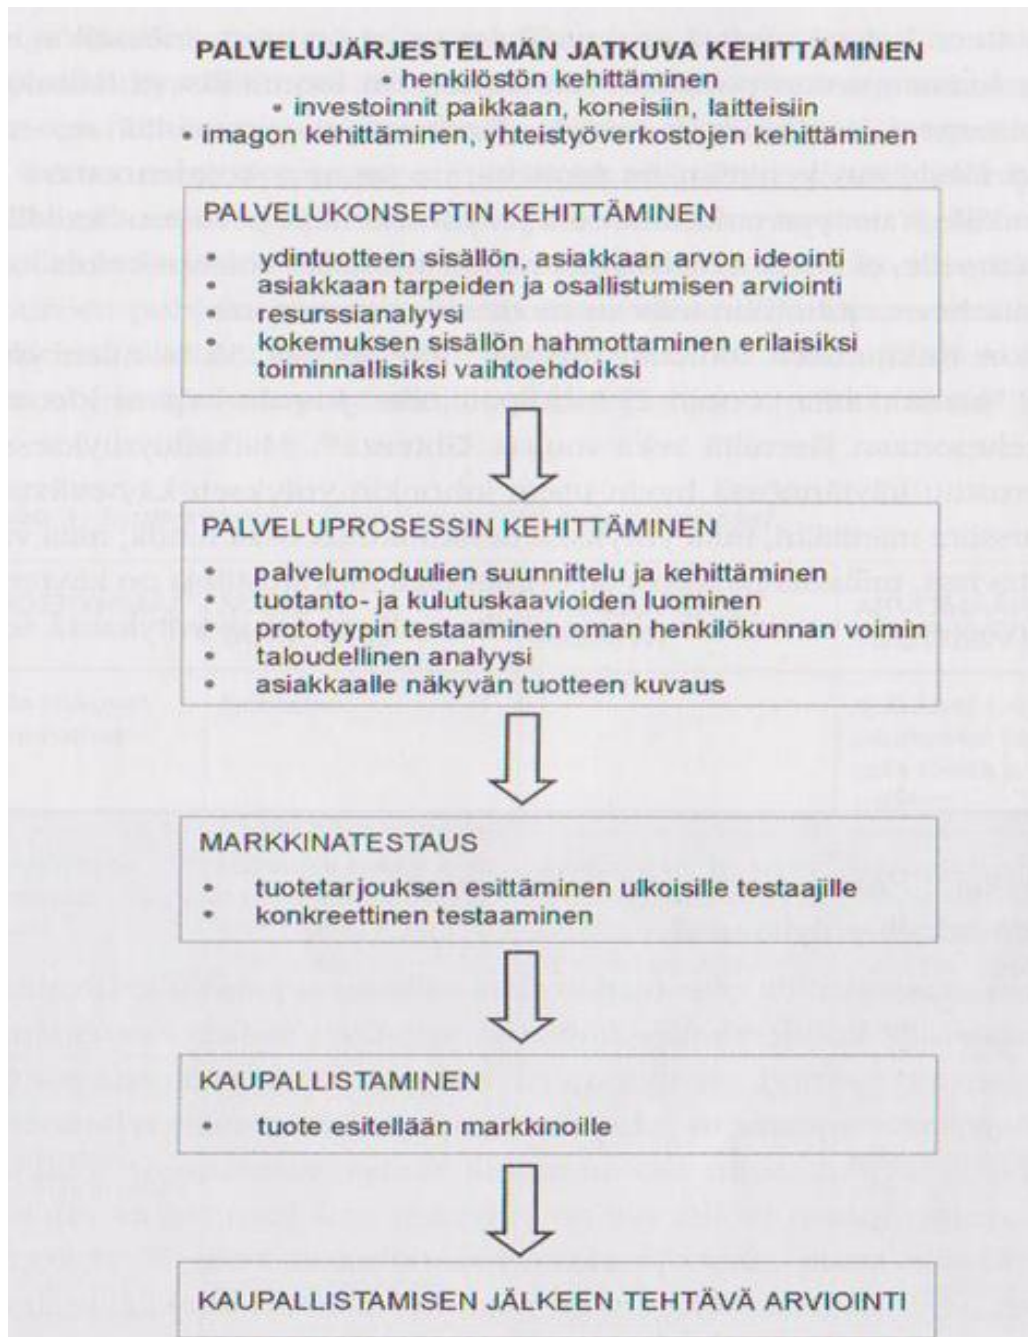 PALVELUJÄRJESTELMÄN JATKUVA KEHITTÄMINEN
• henkilöstön kehittäminen
• investoinnit paikkaan, koneisiin, laitteisiin
• imagon kehittäminen, yhteistyöverkostojen kehittäminen
PALVELUKONSEPTIN KEHITTÄMINEN
• ydintuotteen sisällön, asiakkaan arvon ideointi
• asiakkaan tarpeiden ja osallistumisen arviointi
• resurssianalyysi
• kokemuksen sisällön hahmottaminen erilaisiksi
toiminnallisiksi vaihtoehdoiksi
PALVELUPROSESSIN KEHITTÄMINEN
• palvelumoduulien suunnittelu ja kehittäminen
• tuotanto- ja kulutuskaavioiden luominen
• prototyypin testaaminen oman henkilökunnan voimin
• taloudellinen analyysi
• asiakkaalle näkyvän tuotteen kuvaus
MARKKINATESTAUS
• tuotetarjouksen esittäminen ulkoisille testaajille
• konkreettinen testaaminen
KAUPALLISTAMINEN
• tuote esitellään markkinoille
KAUPALLISTAMISEN JÄLKEEN TEHTÄVÄ ARVIOINTI